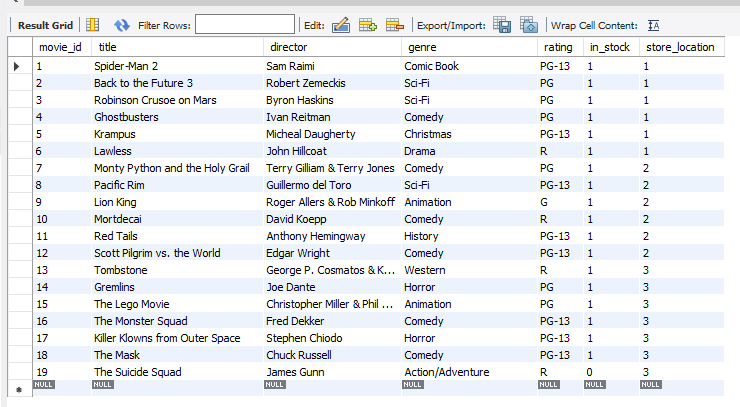 Result Grid Filter Rows: Edit: Export/Import: Wrap Cell Content: IA
movie_id title director genre rating in_stock store_location
1 Spider-Man 2 Sam Raimi Comic Book PG-13 1 1
2 Back to the Future 3 Robert Zemeckis Sci-Fi PG 1 1
3 Robinson Crusoe on Mars Byron Haskins Sci-Fi PG 1 1
4 Ghostbusters Ivan Reitman Comedy PG 1 1
5 Krampus Micheal Daugherty Christmas PG-13 1 1
6 Lawless John Hillcoat Drama R 1 1
7 Monty Python and the Holy Grail Terry Gilliam & Terry Jones Comedy PG 1 2
8 Pacific Rim Guillermo del Toro Sci-Fi PG-13 1 2
9 Lion King Roger Allers & Rob Minkoff Animation G 1 2
10 Mortdecai David Koepp Comedy R 1 2
11 Red Tails Anthony Hemingway History PG-13 1 2
12 Scott Pilgrim vs. the World Edgar Wright Comedy PG-13 1 2
13 Tombstone George P. Cosmatos & K... Western R 1 3
14 Gremlins Joe Dante Horror PG 1 3
15 The Lego Movie Christopher Miller & Phil ... Animation PG 1 3
16 The Monster Squad Fred Dekker Comedy PG-13 1 3
17 Killer Klowns from Outer Space Stephen Chiodo Horror PG-13 1 3
18 The Mask Chuck Russell Comedy PG-13 1 3
19 The Suicide Squad James Gunn Action/Adventure R 0 3
NULL NULL NULL NULL NULL NULL NULL